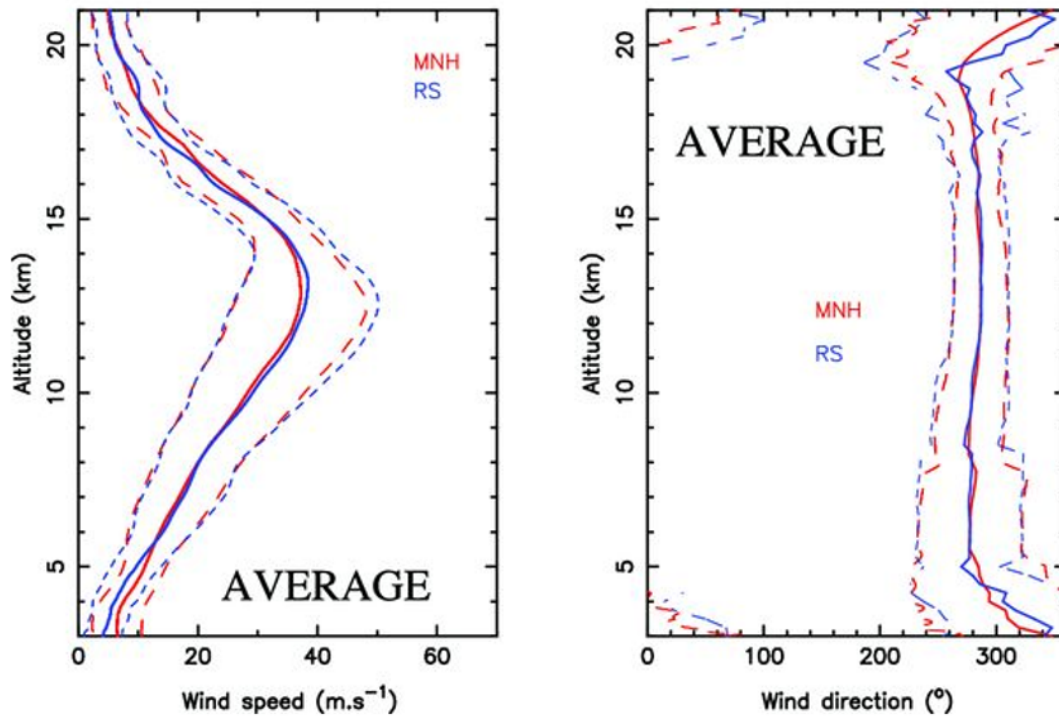 MNH
RS
AVERAGE
Altitude (km)
20
15
10
5
0
20
40
60
Wind speed (m.s⁻¹)
AVERAGE
MNH
RS
Altitude (km)
20
15
10
5
0
100
200
300
Wind direction (⁰)